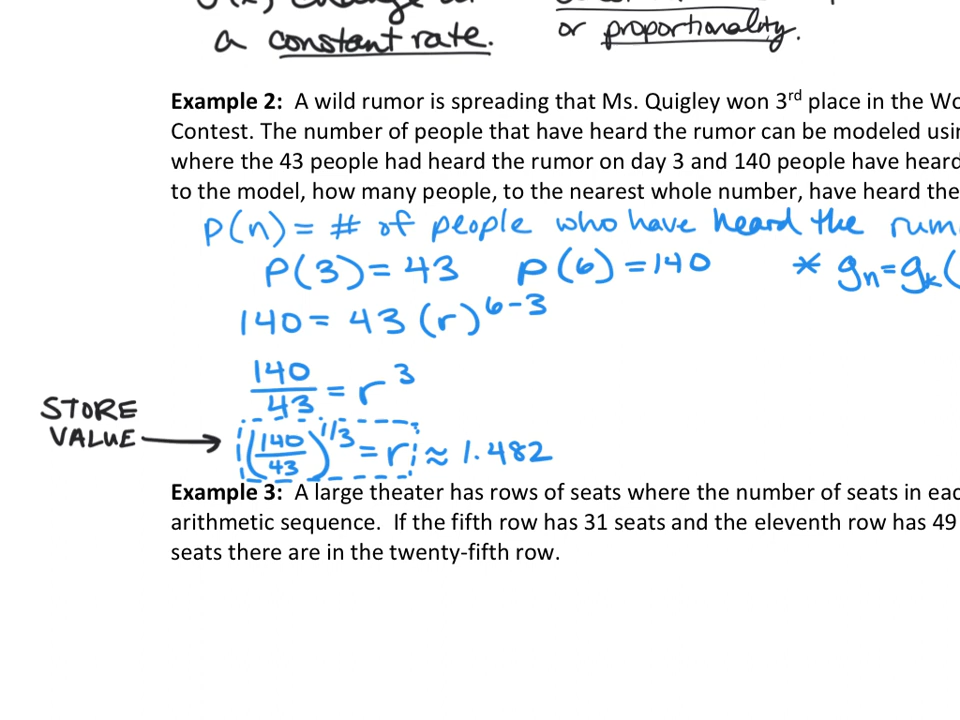 a constant rate. or proportionality.
Example 2: A wild rumor is spreading that Ms. Quigley won 3rd place in the
Contest. The number of people that have heard the rumor can be modeled
where the 43 people had heard the rumor on day 3 and 140 people have heard
to the model, how many people, to the nearest whole number, have heard the
P(n) = # of people who have heard the
P(3) = 43 P(6) = 140 * gn = gk (
140 = 43 (r)^6-3
140/43 = r^3
STORE
VALUE → (140/43)^1/3 = r ≈ 1.482
Example 3: A large theater has rows of seats where the number of seats in
arithmetic sequence. If the fifth row has 31 seats and the eleventh row has 49
seats there are in the twenty-fifth row.